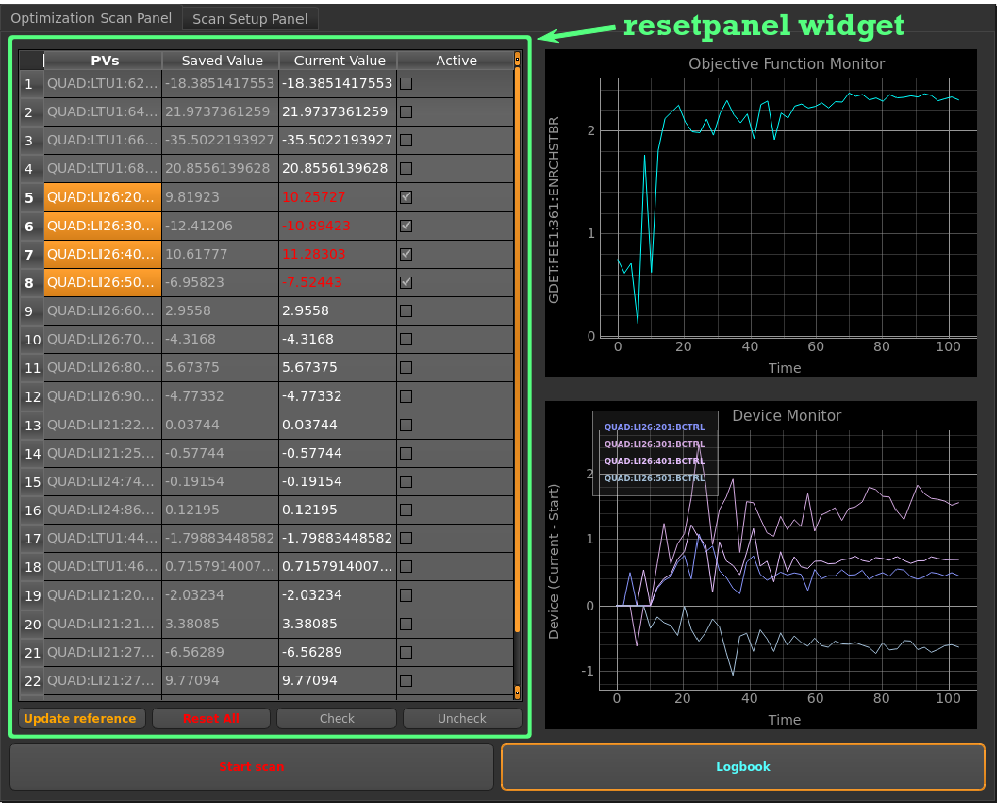 Optimization Scan Panel Scan Setup Panel
resetpanel widget
PVs Saved Value Current Value Active
1 QUAD:LTU1:62... -18.3851417553 -18.3851417553
2 QUAD:LTU1:64... 21.9737361259 21.9737361259
3 QUAD:LTU1:66... -35.5022193927 -35.5022193927
4 QUAD:LTU1:68... 20.8556139628 20.8556139628
5 QUAD:LI26:20... 9.81923 10.25727
6 QUAD:LI26:30... -12.41206 -10.89423
7 QUAD:LI26:40... 10.61777 11.28303
8 QUAD:LI26:50... -6.95823 -7.52443
9 QUAD:LI26:60... 2.9558 2.9558
10 QUAD:LI26:70... -4.3168 -4.3168
11 QUAD:LI26:80... 5.67375 5.67375
12 QUAD:LI26:90... -4.77332 -4.77332
13 QUAD:LI21:22... 0.03744 0.03744
14 QUAD:LI21:25... -0.57744 -0.57744
15 QUAD:LI24:74... -0.19154 -0.19154
16 QUAD:LI24:86... 0.12195 0.12195
17 QUAD:LTU1:44... -1.79883448582 -1.79883448582
18 QUAD:LTU1:46... 0.7157914007... 0.7157914007...
19 QUAD:LI21:20... -2.03234 -2.03234
20 QUAD:LI21:21... 3.38085 3.38085
21 QUAD:LI21:27... -6.56289 -6.56289
22 QUAD:LI21:27... 9.77094 9.77094
Update reference Reset All Check Uncheck
Start scan
Logbook
Objective Function Monitor
GDET:FEE1:361:ENRCHSTBR
2
1
0
0 20 40 60 80 100
Time
Device Monitor
QUAD:LI26:201:BCTRL
QUAD:LI26:301:BCTRL
QUAD:LI26:401:BCTRL
QUAD:LI26:501:BCTRL
Device (Current - Start)
2
1
0
-1
0 20 40 60 80 100
Time